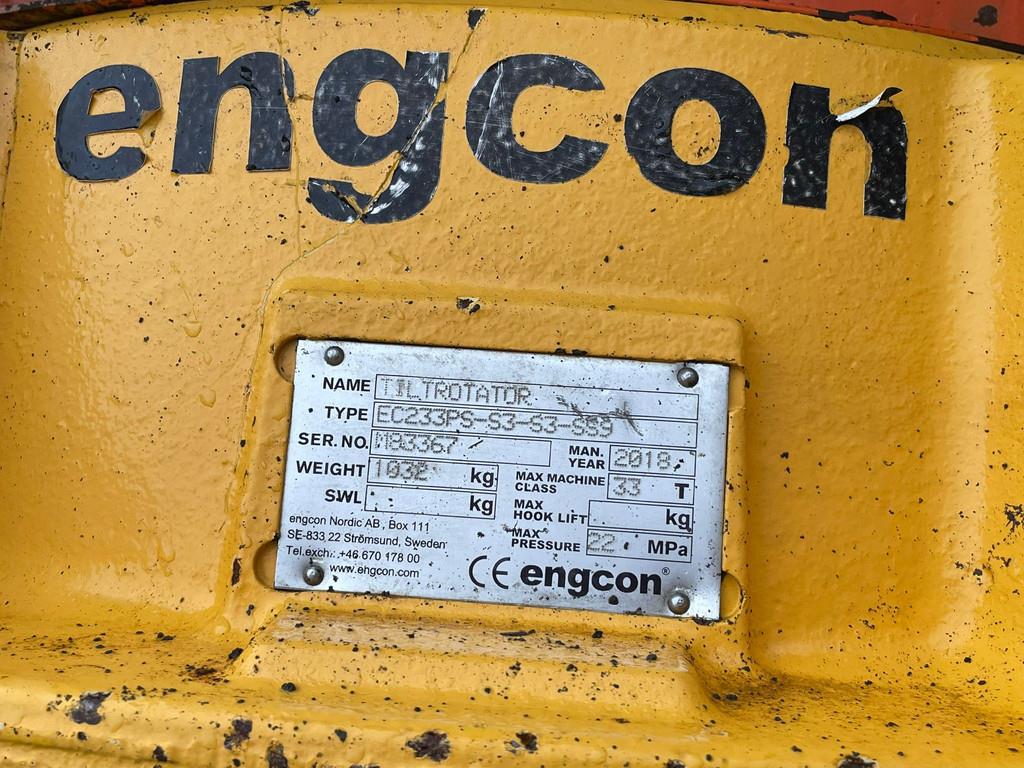 engcon
NAME TILTROTATOR
TYPE EC233PS-S3-S3-SS9
SER. NO. M83367
MAN. YEAR 2018
WEIGHT 1032 kg
MAX MACHINE CLASS 33 T
SWL kg
MAX HOOK LIFT kg
MAX PRESSURE 22 MPa
engcon Nordic AB, Box 111
SE-833 22 Strömsund, Sweden
Tel.exch.: +46 670 178 00
www.engcon.com
CE engcon®